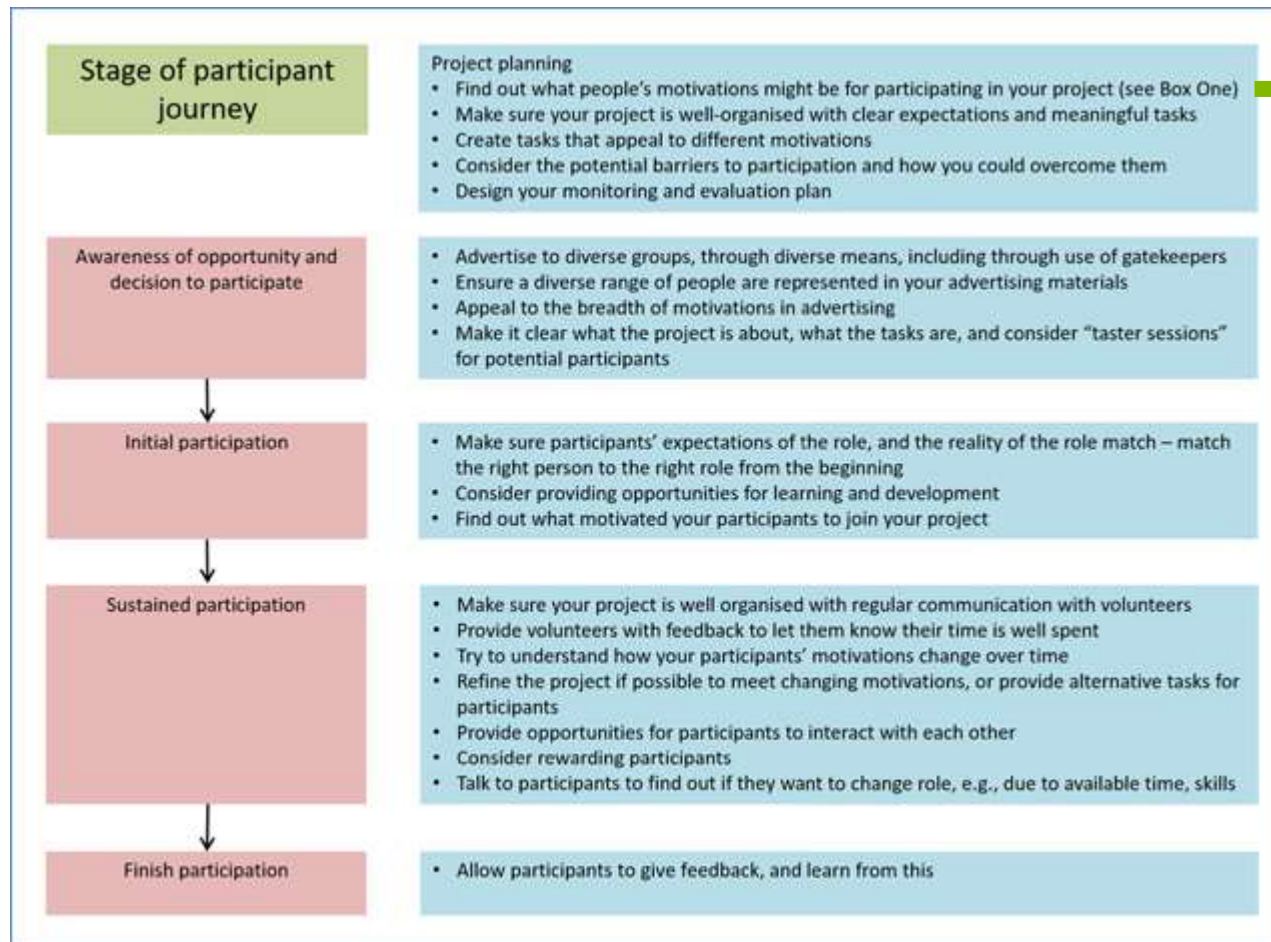 Stage of participant
journey
Project planning
• Find out what people's motivations might be for participating in your project (see Box One)
• Make sure your project is well-organised with clear expectations and meaningful tasks
• Create tasks that appeal to different motivations
• Consider the potential barriers to participation and how you could overcome them
• Design your monitoring and evaluation plan
Awareness of opportunity and
decision to participate
• Advertise to diverse groups, through diverse means, including through use of gatekeepers
• Ensure a diverse range of people are represented in your advertising materials
• Appeal to the breadth of motivations in advertising
• Make it clear what the project is about, what the tasks are, and consider “taster sessions”
for potential participants
Initial participation
• Make sure participants' expectations of the role, and the reality of the role match – match
the right person to the right role from the beginning
• Consider providing opportunities for learning and development
• Find out what motivated your participants to join your project
Sustained participation
• Make sure your project is well organised with regular communication with volunteers
• Provide volunteers with feedback to let them know their time is well spent
• Try to understand how your participants' motivations change over time
• Refine the project if possible to meet changing motivations, or provide alternative tasks for
participants
• Provide opportunities for participants to interact with each other
• Consider rewarding participants
• Talk to participants to find out if they want to change role, e.g., due to available time, skills
Finish participation
• Allow participants to give feedback, and learn from this